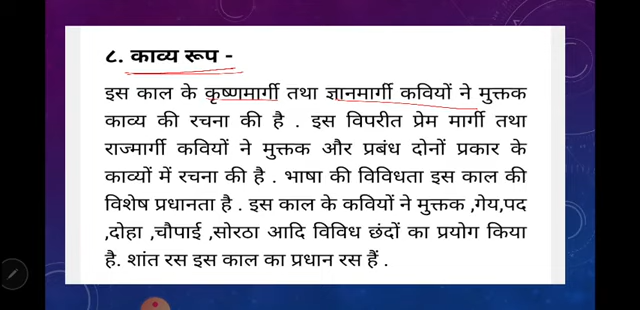 ८. काव्य रूप -
इस काल के कृष्णमार्गी तथा ज्ञानमार्गी कवियों ने मुक्तक
काव्य की रचना की है . इस विपरीत प्रेम मार्गी तथा
राज्मार्गी कवियों ने मुक्तक और प्रबंध दोनों प्रकार के
काव्यों में रचना की है . भाषा की विविधता इस काल की
विशेष प्रधानता है . इस काल के कवियों ने मुक्तक ,गेय,पद
,दोहा ,चौपाई ,सोरठा आदि विविध छंदों का प्रयोग किया
है. शांत रस इस काल का प्रधान रस हैं .